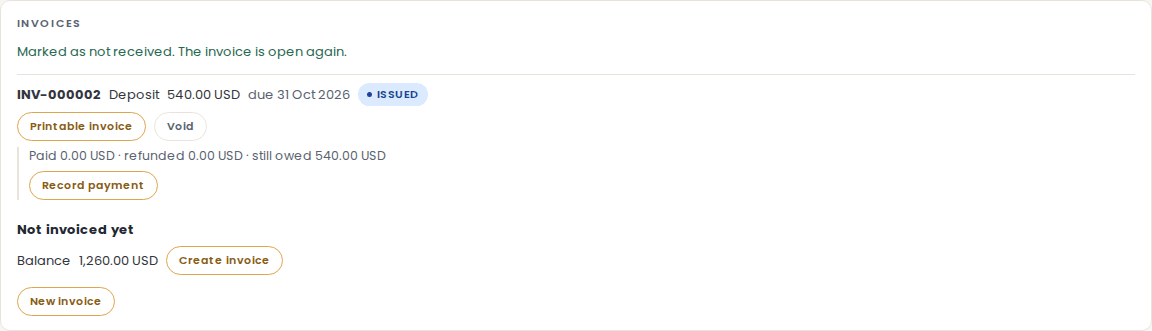 INVOICES
Marked as not received. The invoice is open again.
INV-000002 Deposit 540.00 USD due 31 Oct 2026 ISSUED
Printable invoice Void
Paid 0.00 USD · refunded 0.00 USD · still owed 540.00 USD
Record payment
Not invoiced yet
Balance 1,260.00 USD Create invoice
New invoice